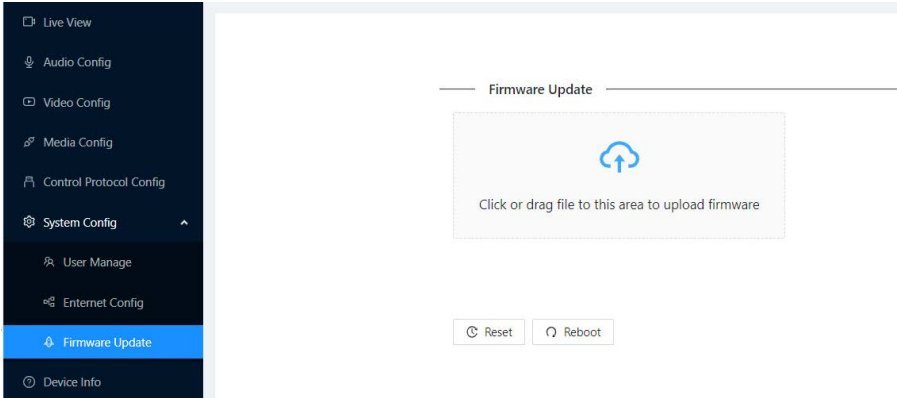 Live View
Audio Config
Video Config
Media Config
Control Protocol Config
System Config
User Manage
Enternet Config
Firmware Update
Device Info
Firmware Update
Click or drag file to this area to upload firmware
Reset
Reboot